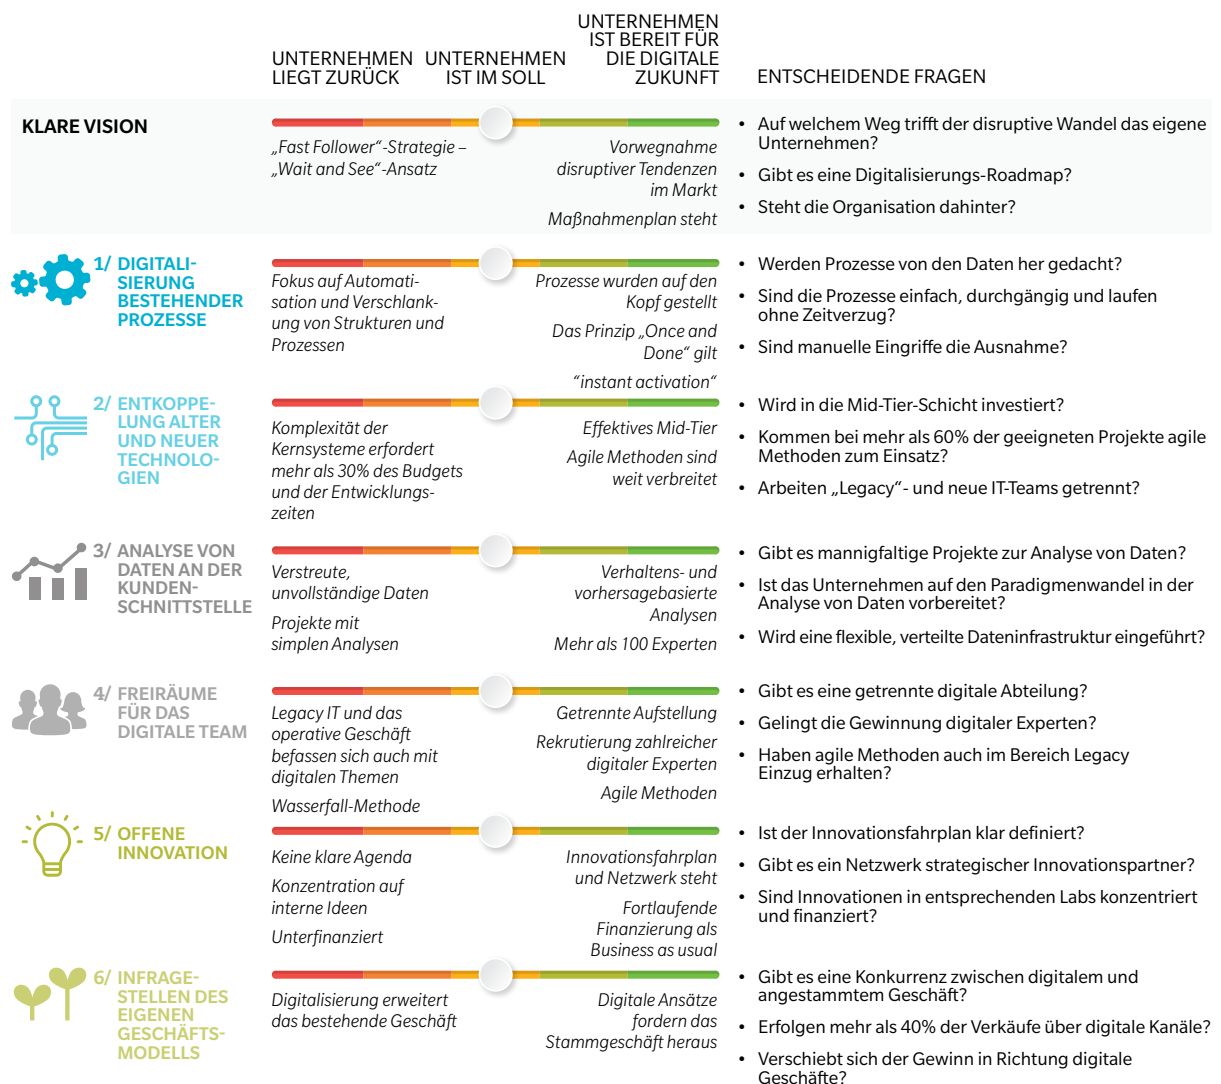 UNTERNEHMEN
LIEGT ZURÜCK
UNTERNEHMEN
IST IM SOLL
UNTERNEHMEN
IST BEREIT FÜR
DIE DIGITALE
ZUKUNFT
ENTSCHEIDENDE FRAGEN
KLARE VISION
„Fast Follower“-Strategie –
„Wait and See“-Ansatz
Vorwegnahme
disruptiver Tendenzen
im Markt
Maßnahmenplan steht
• Auf welchem Weg trifft der disruptive Wandel das eigene
Unternehmen?
• Gibt es eine Digitalisierungs-Roadmap?
• Steht die Organisation dahinter?
1/ DIGITALI-
SIERUNG
BESTEHENDER
PROZESSE
Fokus auf Automati-
sation und Verschlank-
ung von Strukturen und
Prozessen
Prozesse wurden auf den
Kopf gestellt
Das Prinzip „Once and
Done“ gilt
“instant activation“
• Werden Prozesse von den Daten her gedacht?
• Sind die Prozesse einfach, durchgängig und laufen
ohne Zeitverzug?
• Sind manuelle Eingriffe die Ausnahme?
2/ ENTKOPPE-
LUNG ALTER
UND NEUER
TECHNOLO-
GIEN
Komplexität der
Kernsysteme erfordert
mehr als 30% des Budgets
und der Entwicklungs-
zeiten
Effektives Mid-Tier
Agile Methoden sind
weit verbreitet
• Wird in die Mid-Tier-Schicht investiert?
• Kommen bei mehr als 60% der geeigneten Projekte agile
Methoden zum Einsatz?
• Arbeiten „Legacy“- und neue IT-Teams getrennt?
3/ ANALYSE VON
DATEN AN DER
KUNDEN-
SCHNITTSTELLE
Verstreute,
unvollständige Daten
Projekte mit
simplen Analysen
Verhaltens- und
vorhersagebasierte
Analysen
Mehr als 100 Experten
• Gibt es mannigfaltige Projekte zur Analyse von Daten?
• Ist das Unternehmen auf den Paradigmenwandel in der
Analyse von Daten vorbereitet?
• Wird eine flexible, verteilte Dateninfrastruktur eingeführt?
4/ FREIRÄUME
FÜR DAS
DIGITALE TEAM
Legacy IT und das
operative Geschäft
befassen sich auch mit
digitalen Themen
Wasserfall-Methode
Getrennte Aufstellung
Rekrutierung zahlreicher
digitaler Experten
Agile Methoden
• Gibt es eine getrennte digitale Abteilung?
• Gelingt die Gewinnung digitaler Experten?
• Haben agile Methoden auch im Bereich Legacy
Einzug erhalten?
5/ OFFENE
INNOVATION
Keine klare Agenda
Konzentration auf
interne Ideen
Unterfinanziert
Innovationsfahrplan
und Netzwerk steht
Fortlaufende
Finanzierung als
Business as usual
• Ist der Innovationsfahrplan klar definiert?
• Gibt es ein Netzwerk strategischer Innovationspartner?
• Sind Innovationen in entsprechenden Labs konzentriert
und finanziert?
6/ INFRAGE-
STELLEN DES
EIGENEN
GESCHÄFTS-
MODELLS
Digitalisierung erweitert
das bestehende Geschäft
Digitale Ansätze
fordern das
Stammgeschäft heraus
• Gibt es eine Konkurrenz zwischen digitalem und
angestammtem Geschäft?
• Erfolgen mehr als 40% der Verkäufe über digitale Kanäle?
• Verschiebt sich der Gewinn in Richtung digitale
Geschäfte?